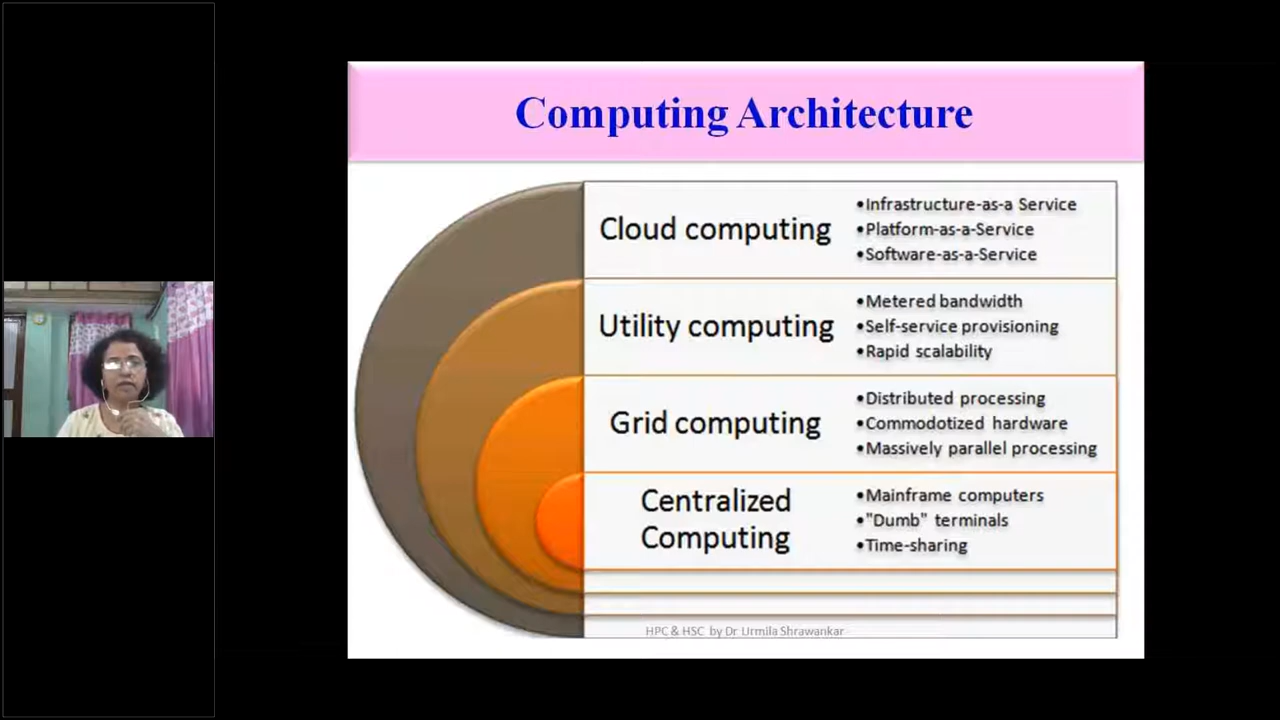 Computing Architecture
Cloud computing
•Infrastructure-as-a Service
•Platform-as-a-Service
•Software-as-a-Service
Utility computing
•Metered bandwidth
•Self-service provisioning
•Rapid scalability
Grid computing
•Distributed processing
•Commodotized hardware
•Massively parallel processing
Centralized
Computing
•Mainframe computers
•"Dumb" terminals
•Time-sharing
HPC & HSC by Dr Urmila Shrawankar